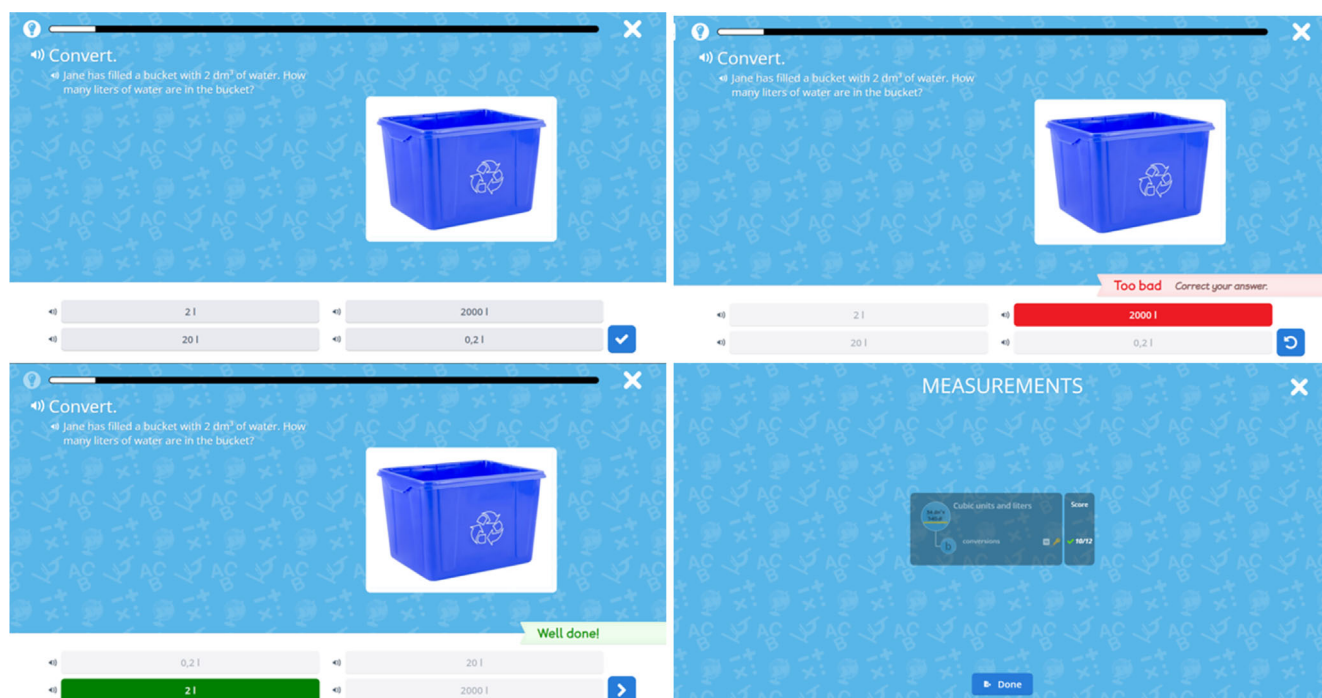 Convert.
Jane has filled a bucket with 2 dm³ of water. How
many liters of water are in the bucket?
2 l
2000 l
20 l
0,2 l
Convert.
Jane has filled a bucket with 2 dm³ of water. How
many liters of water are in the bucket?
Too bad Correct your answer.
2 l
2000 l
20 l
0,2 l
Convert.
Jane has filled a bucket with 2 dm³ of water. How
many liters of water are in the bucket?
Well done!
0,2 l
20 l
2 l
2000 l
MEASUREMENTS
Cubic units and liters
Score
b
conversions
10/12
Done